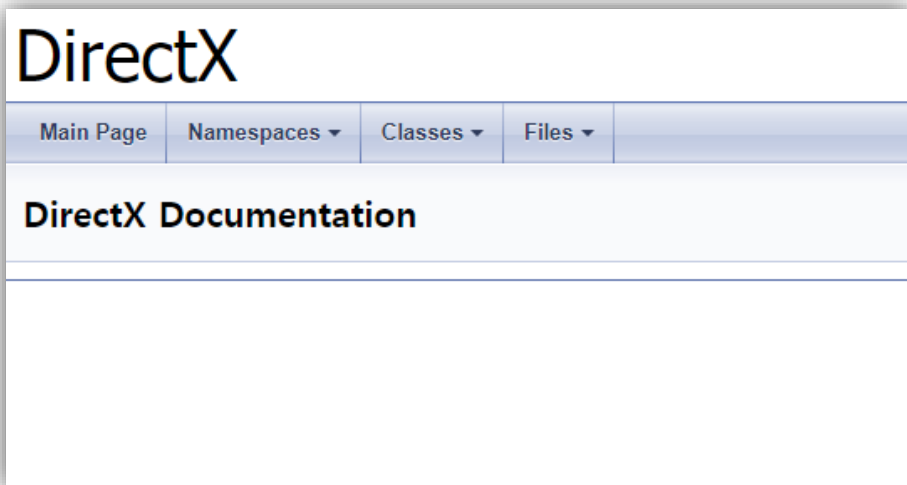 DirectX
Main Page Namespaces Classes Files
DirectX Documentation